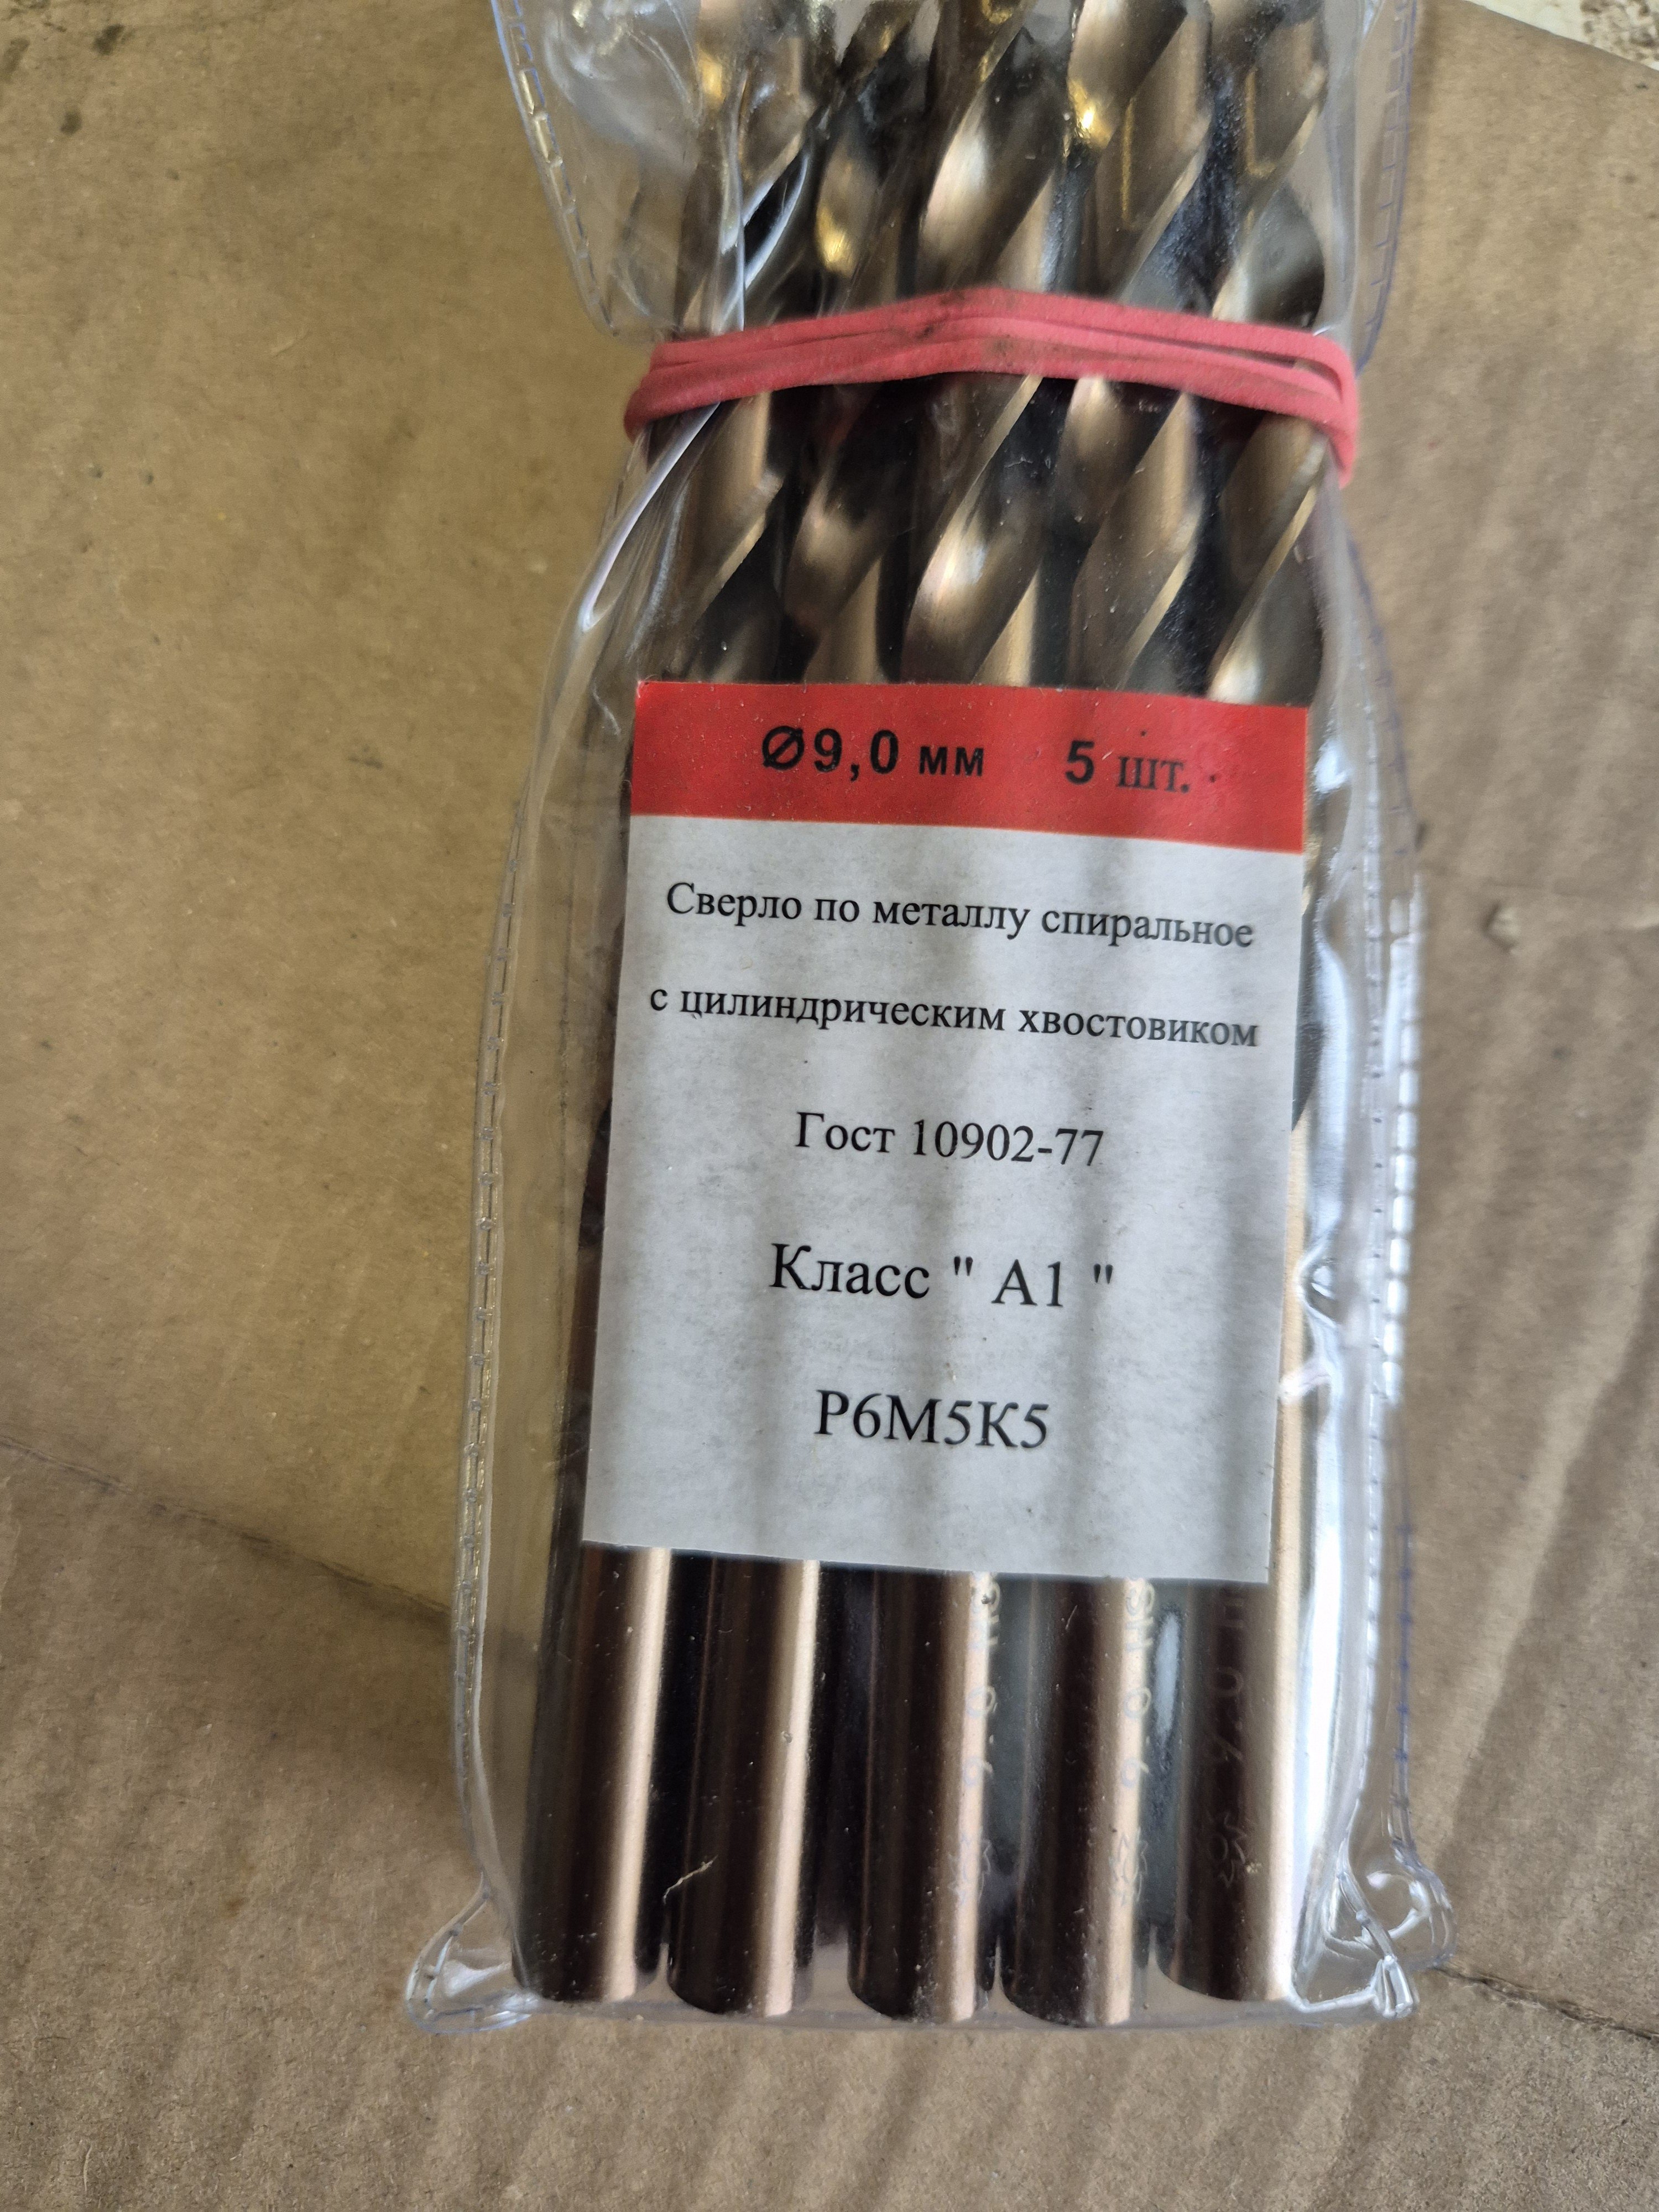 Ø9,0 мм 5 шт.
Сверло по металлу спиральное
с цилиндрическим хвостовиком
Гост 10902-77
Класс " А1 "
Р6М5К5